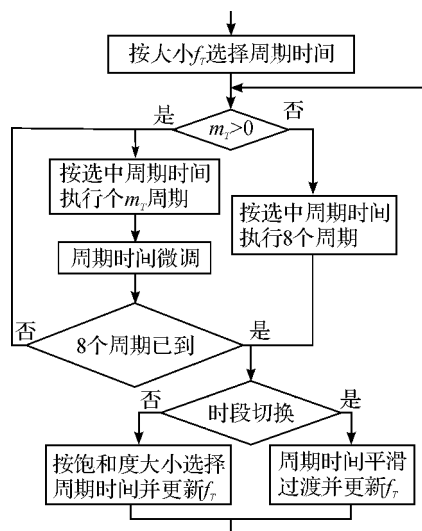 按大小f_T选择周期时间
是
否
m_T>0
按选中周期时间
执行个m_T周期
按选中周期时间
执行8个周期
周期时间微调
否
8个周期已到
是
否
时段切换
是
按饱和度大小选择
周期时间并更新f_T
周期时间平滑
过渡并更新f_T